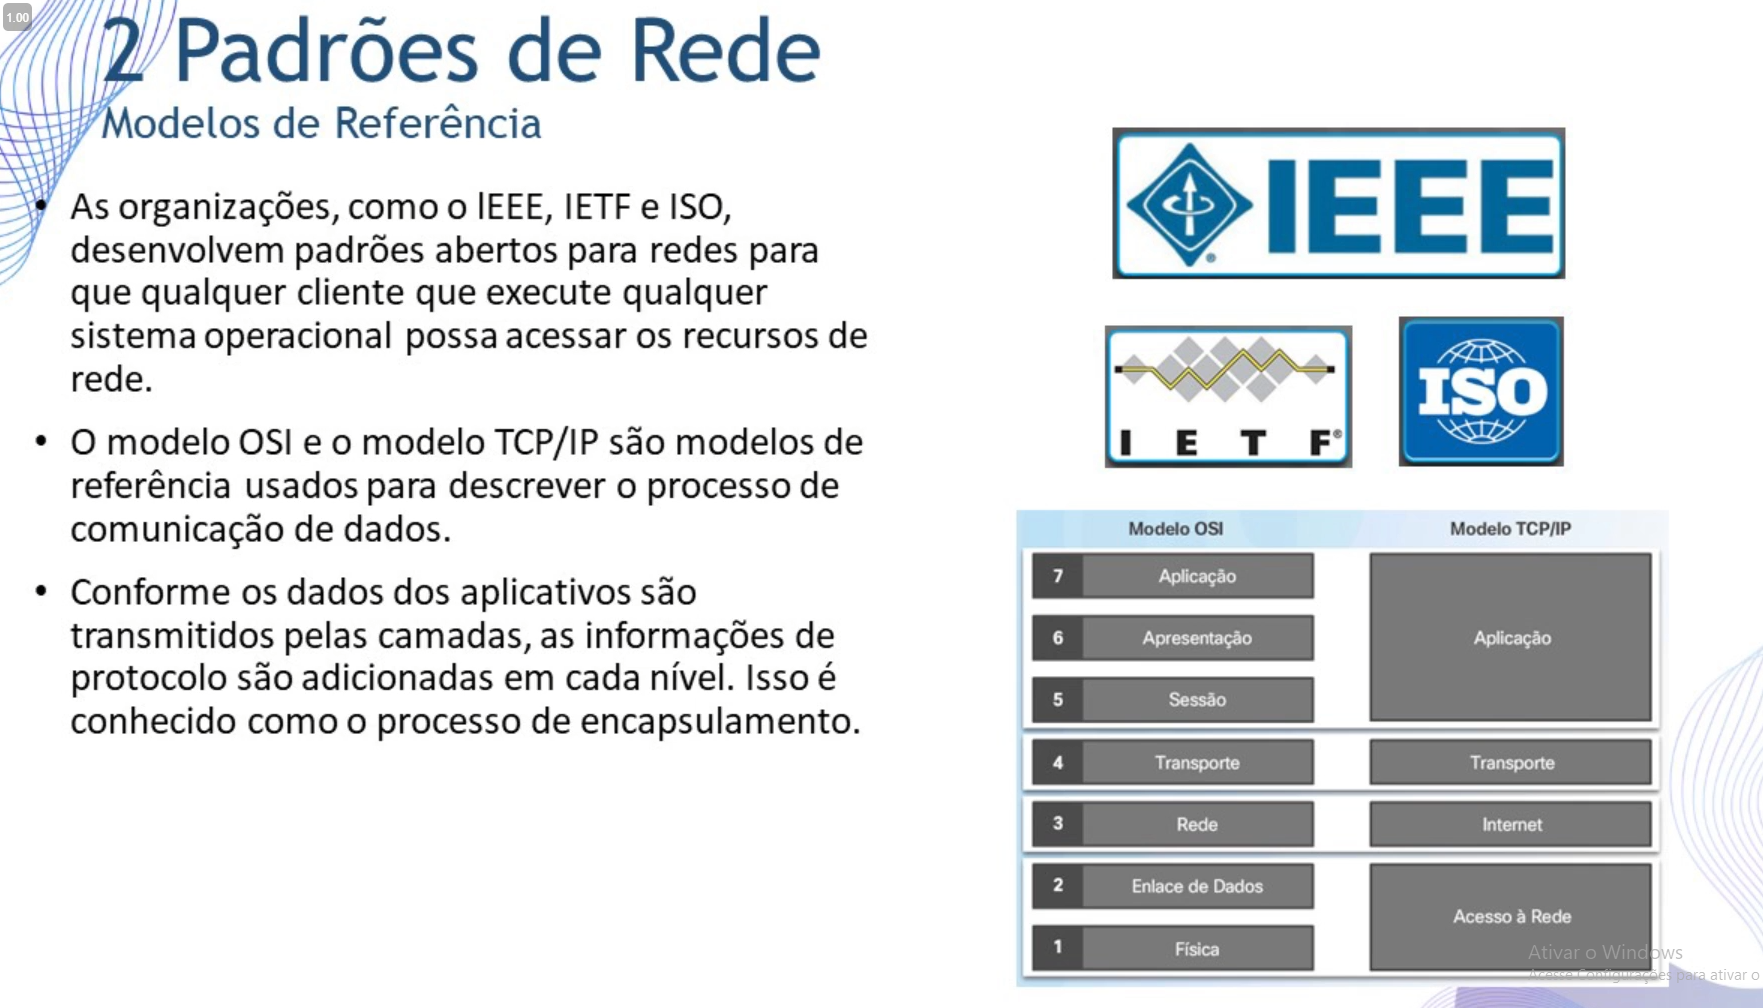 1.00
2 Padrões de Rede
Modelos de Referência
• As organizações, como o IEEE, IETF e ISO,
desenvolvem padrões abertos para redes para
que qualquer cliente que execute qualquer
sistema operacional possa acessar os recursos de
rede.
• O modelo OSI e o modelo TCP/IP são modelos de
referência usados para descrever o processo de
comunicação de dados.
• Conforme os dados dos aplicativos são
transmitidos pelas camadas, as informações de
protocolo são adicionadas em cada nível. Isso é
conhecido como o processo de encapsulamento.
IEEE
®
I E T F®
ISO
Modelo OSI Modelo TCP/IP
7 Aplicação
6 Apresentação
5 Sessão
Aplicação
4 Transporte Transporte
3 Rede Internet
2 Enlace de Dados
1 Física
Acesso à Rede
Ativar o Windows
Acesse Configurações para ativar o